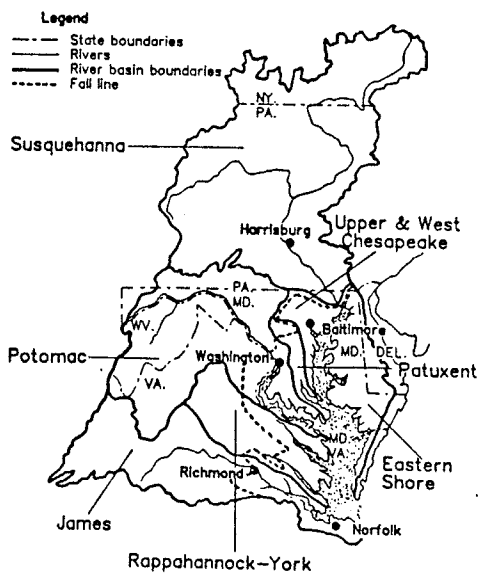 Legend
State boundaries
Rivers
River basin boundaries
Fall line
NY.
PA.
Susquehanna
Harrisburg
Upper & West
Chesapeake
PA.
MD.
WV.
Baltimor
MD.
DEL.
Potomac
Washington
Patuxent
VA.
MD.
VA.
Eastern
Shore
Richmond
James
Norfolk
Rappahannock-York